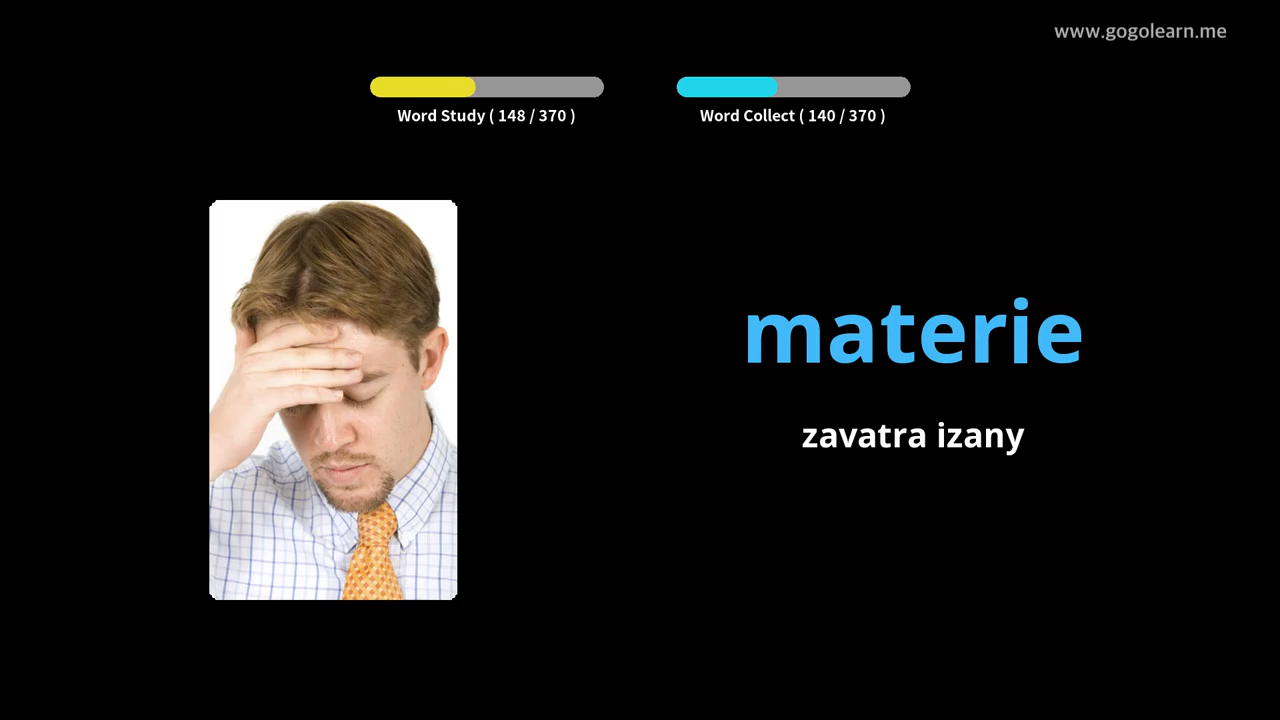 www.gogolearn.me
Word Study ( 148 / 370 )
Word Collect ( 140 / 370 )
materie
zavatra izany